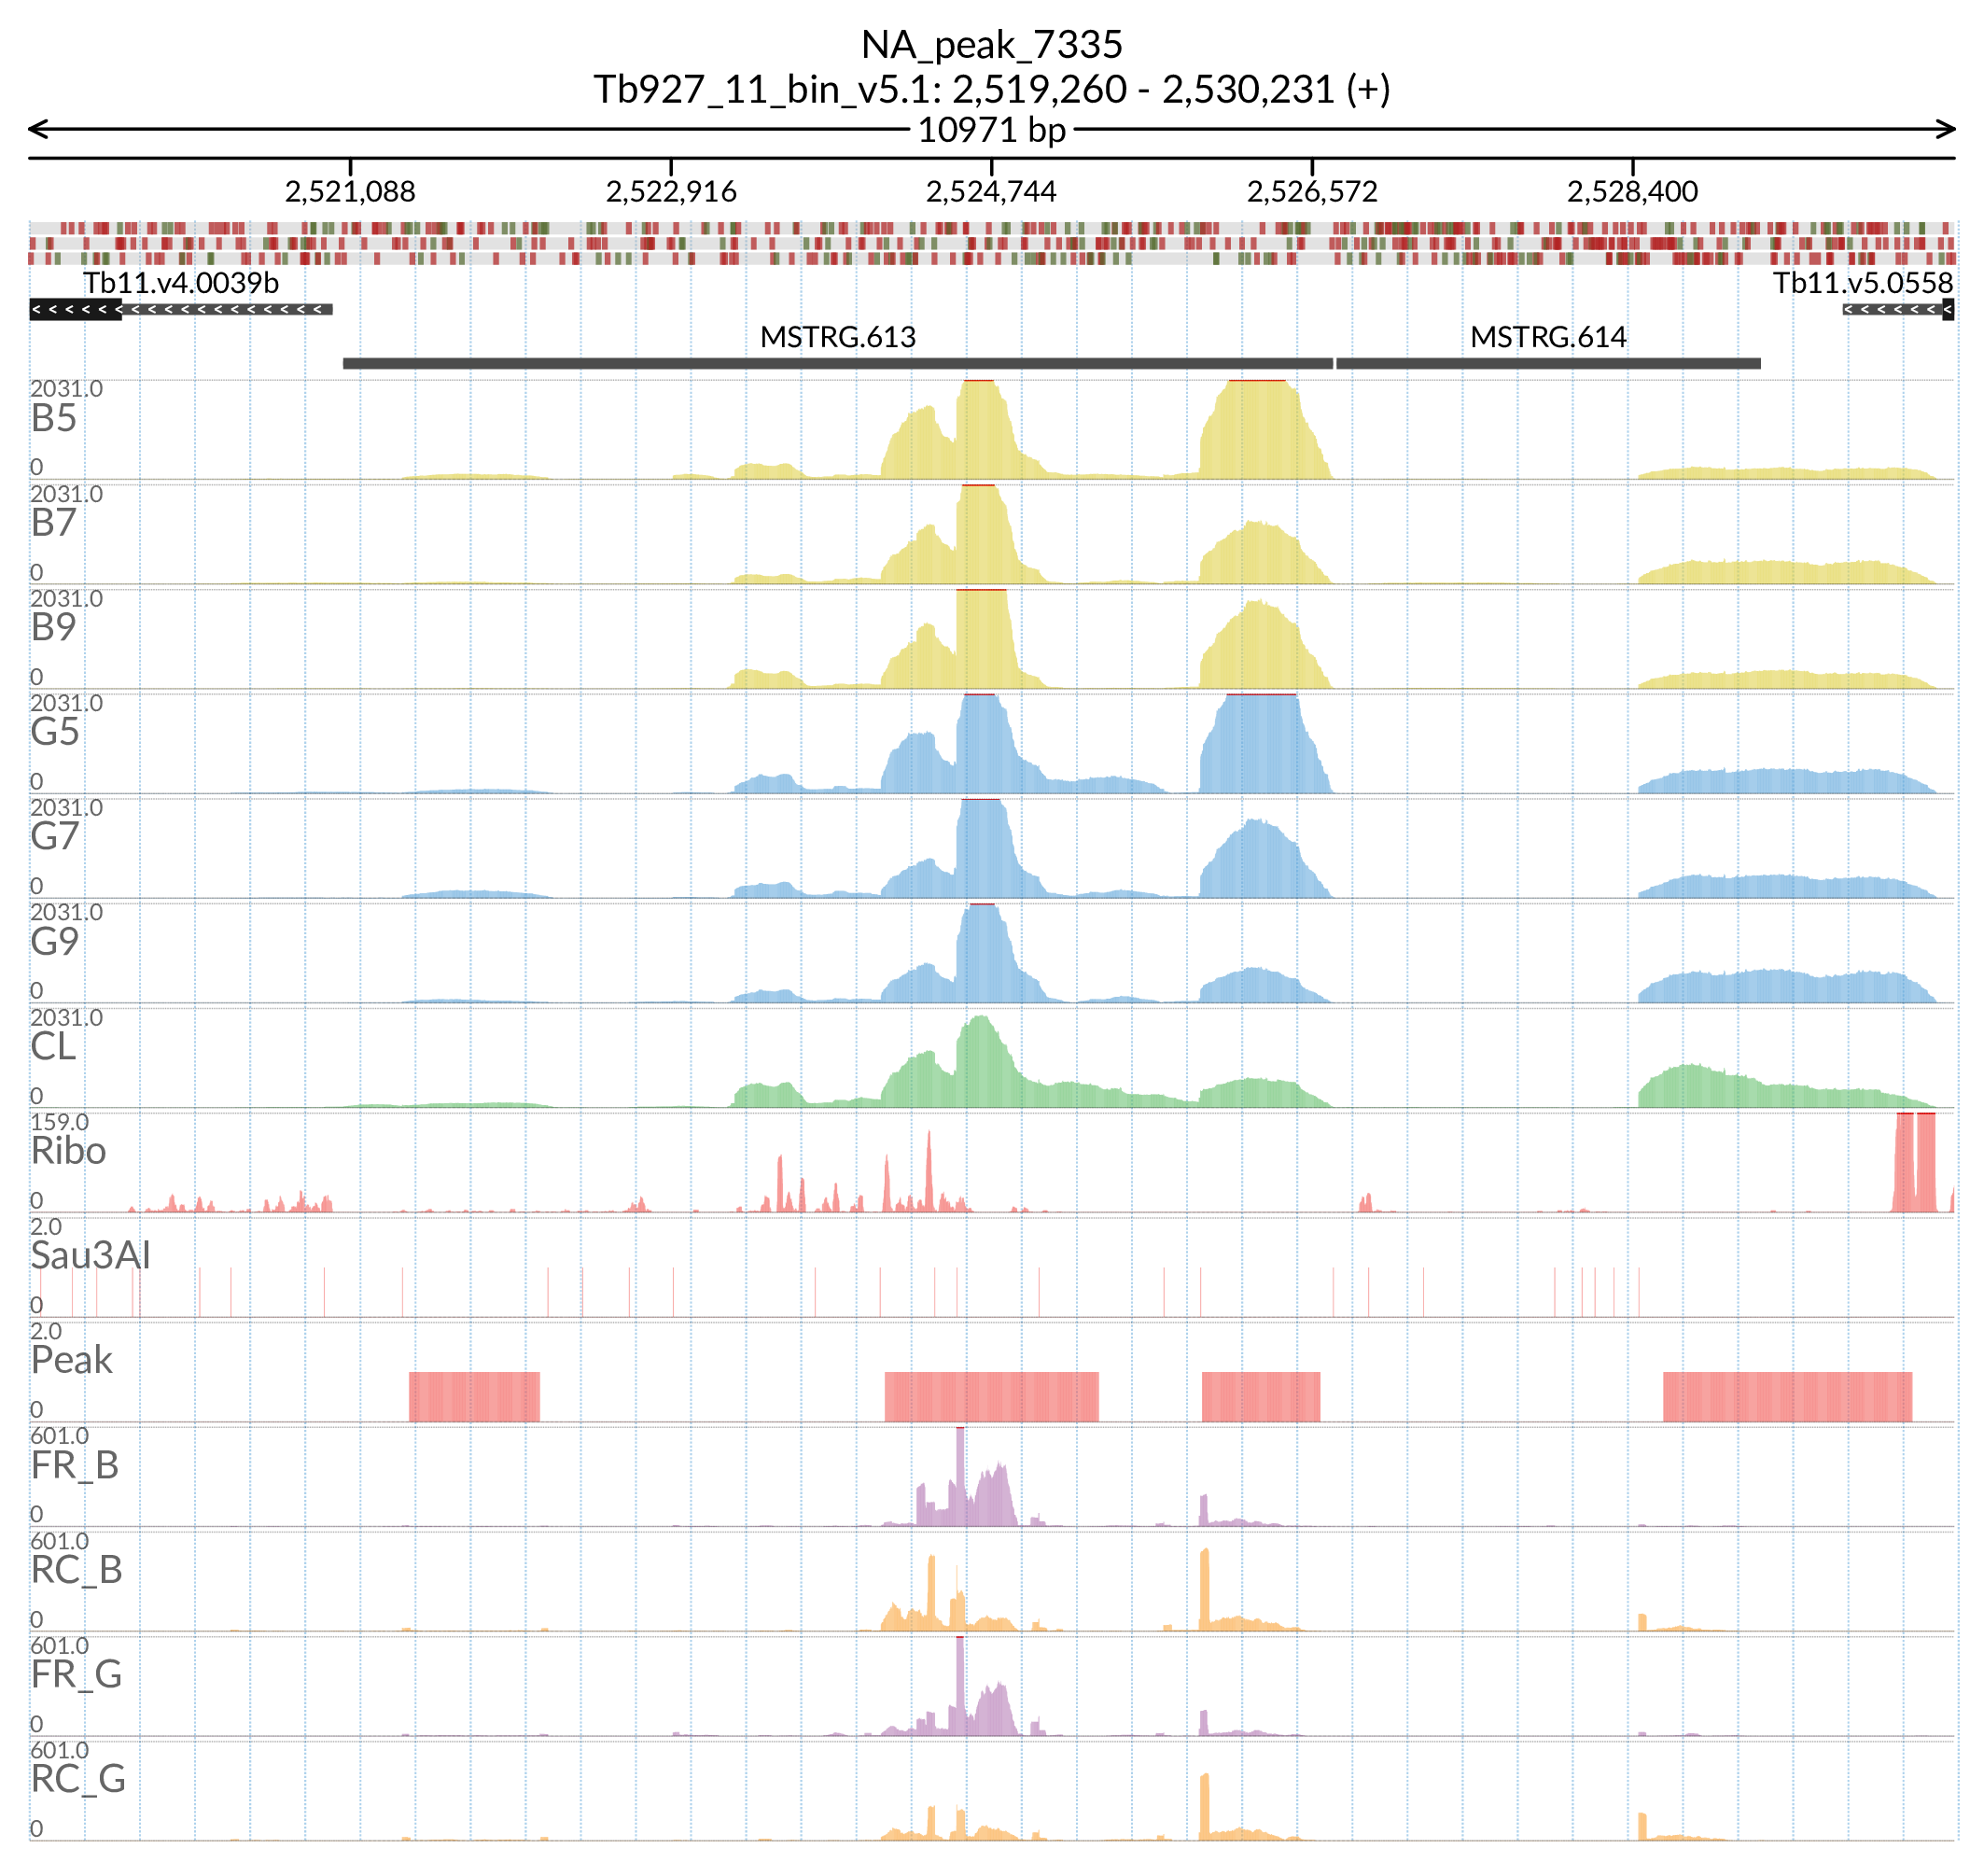 NA_peak_7335
Tb927_11_bin_v5.1: 2,519,260 - 2,530,231 (+)
10971 bp
2,521,088 2,522,916 2,524,744 2,526,572 2,528,400
Tb11.v4.0039b Tb11.v5.0558
MSTRG.613 MSTRG.614
2031.0
B5
0
2031.0
B7
0
2031.0
B9
0
2031.0
G5
0
2031.0
G7
0
2031.0
G9
0
2031.0
CL
0
159.0
Ribo
0
2.0
Sau3AI
0
2.0
Peak
0
601.0
FR_B
0
601.0
RC_B
0
601.0
FR_G
0
601.0
RC_G
0